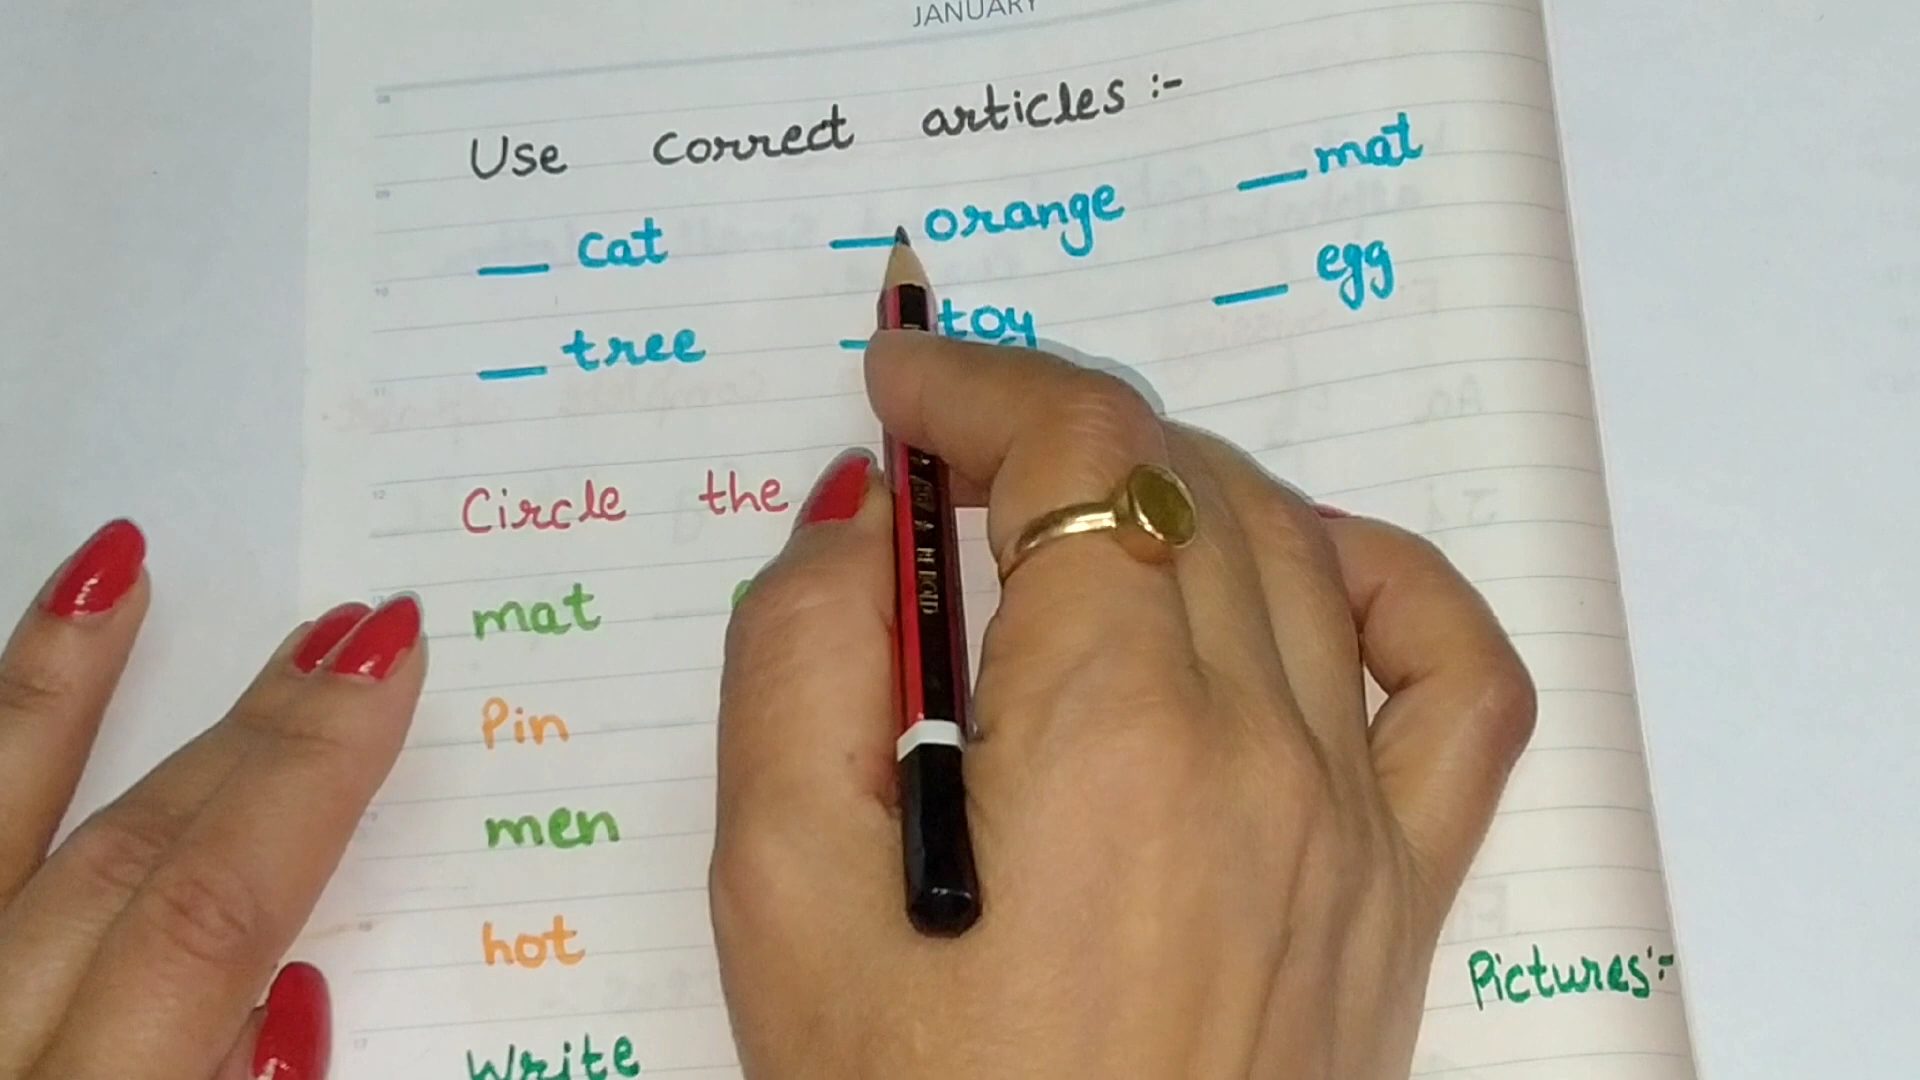 JANUARY
Use correct articles :-
__ cat __ orange __ mat
__ tree __ toy __ egg
Circle the
mat
Pin
men
hot
Pictures:-
Write